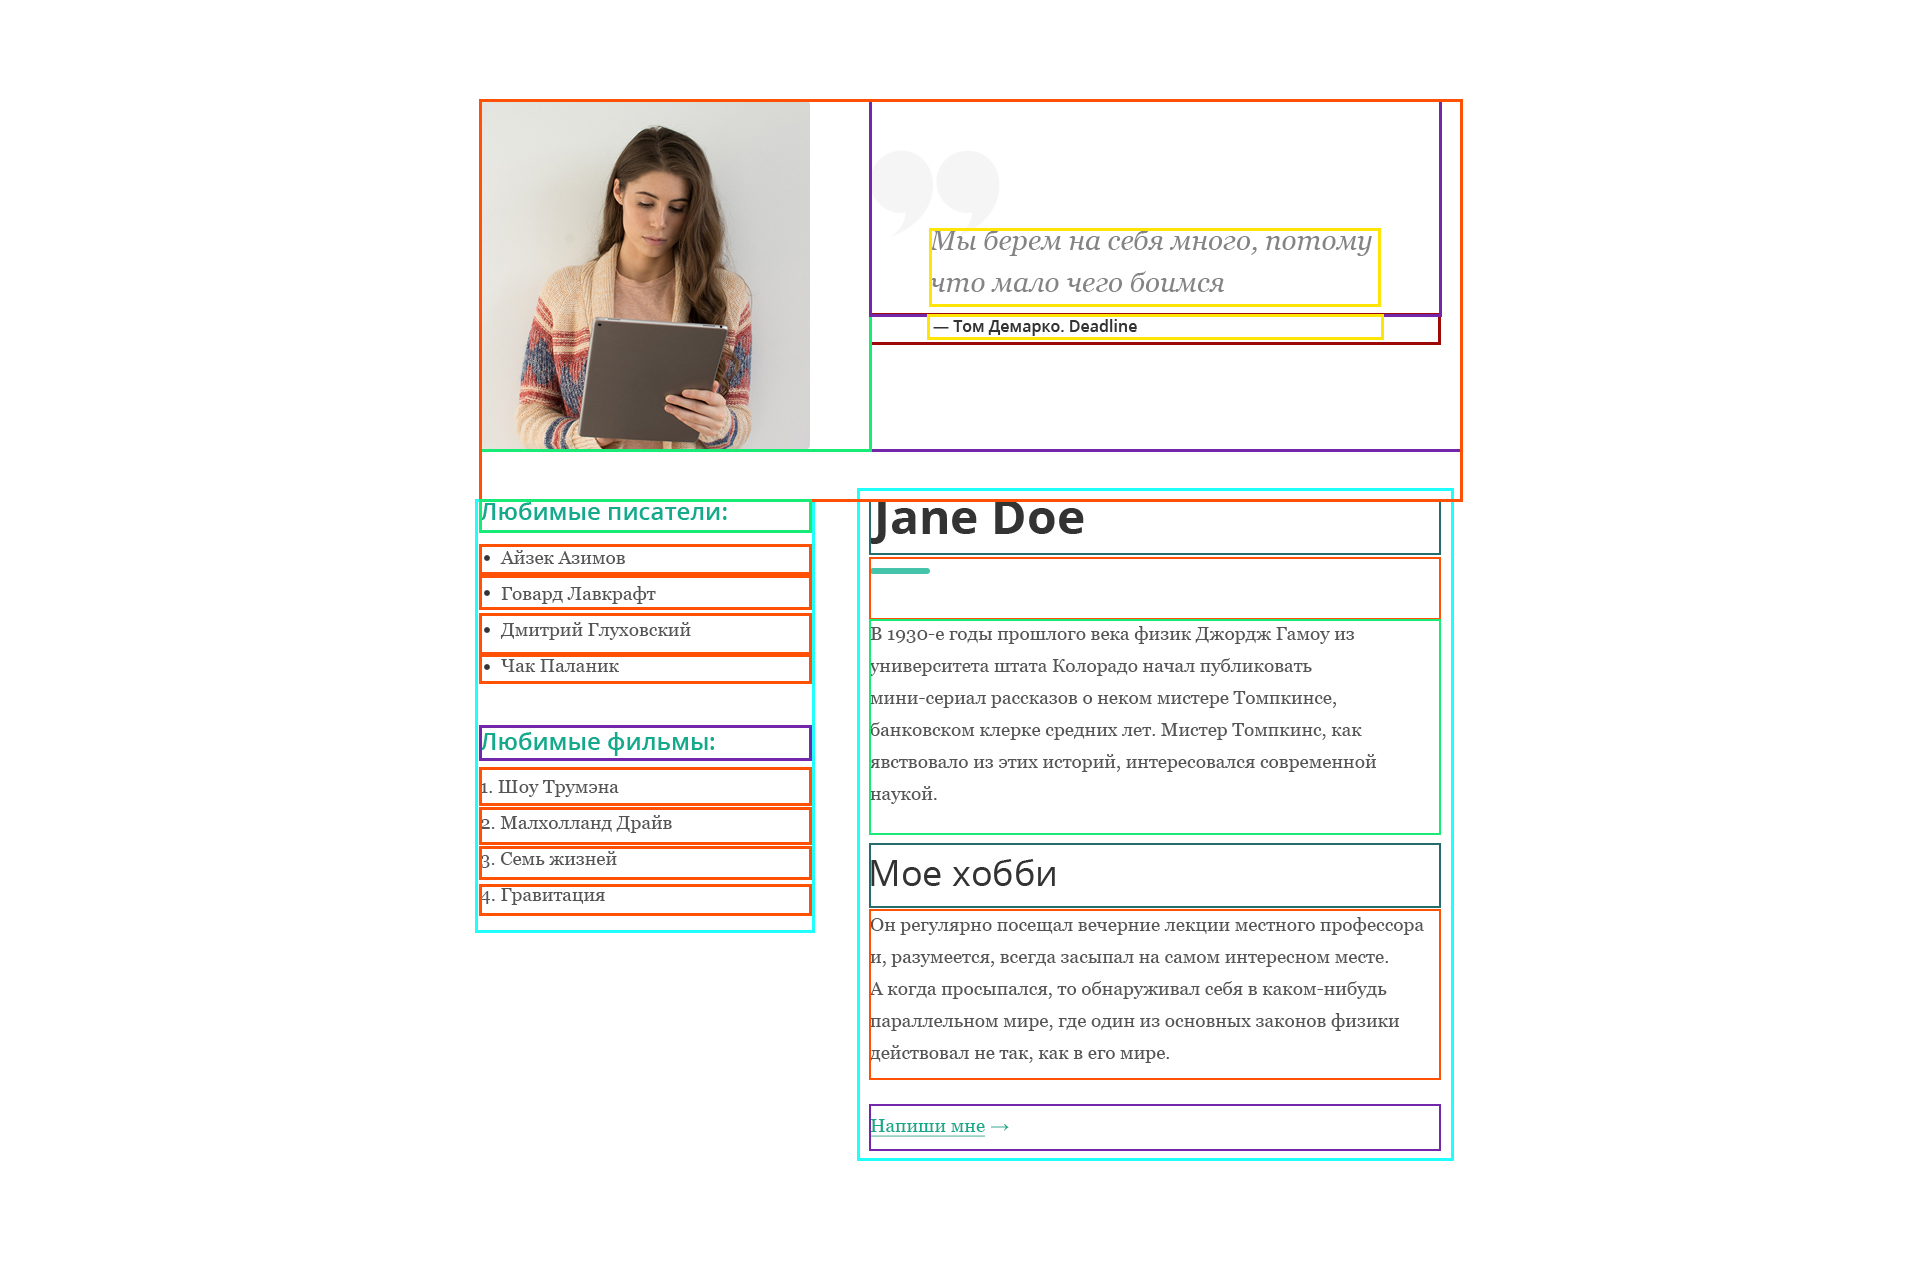 Мы берем на себя много, потому
что мало чего боимся
— Том Демарко. Deadline
Любимые писатели:
• Айзек Азимов
• Говард Лавкрафт
• Дмитрий Глуховский
• Чак Паланик
Любимые фильмы:
1. Шоу Трумэна
2. Малхолланд Драйв
3. Семь жизней
4. Гравитация
Jane Doe
В 1930-е годы прошлого века физик Джордж Гамоу из
университета штата Колорадо начал публиковать
мини-сериал рассказов о неком мистере Томпкинсе,
банковском клерке средних лет. Мистер Томпкинс, как
явствовало из этих историй, интересовался современной
наукой.
Мое хобби
Он регулярно посещал вечерние лекции местного профессора
и, разумеется, всегда засыпал на самом интересном месте.
А когда просыпался, то обнаруживал себя в каком-нибудь
параллельном мире, где один из основных законов физики
действовал не так, как в его мире.
Напиши мне →